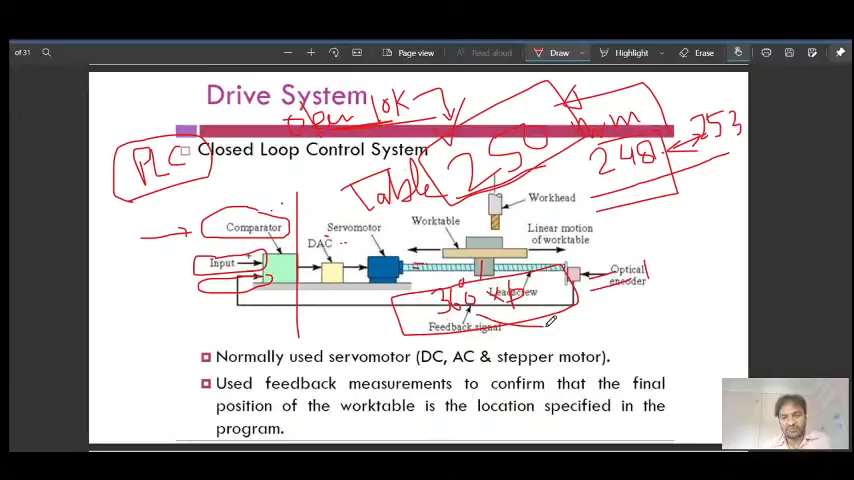 of 31
Page view
Read aloud
Draw
Highlight
Erase
Drive System
PLC
Closed Loop Control System
Table 250 mm
248
253
Workhead
Comparator
DAC
Servomotor
Worktable
Linear motion
of worktable
Input
+
-
Optical
encoder
360 × P
Leadscrew
Feedback signal
Normally used servomotor (DC, AC & stepper motor).
Used feedback measurements to confirm that the final
position of the worktable is the location specified in the
program.